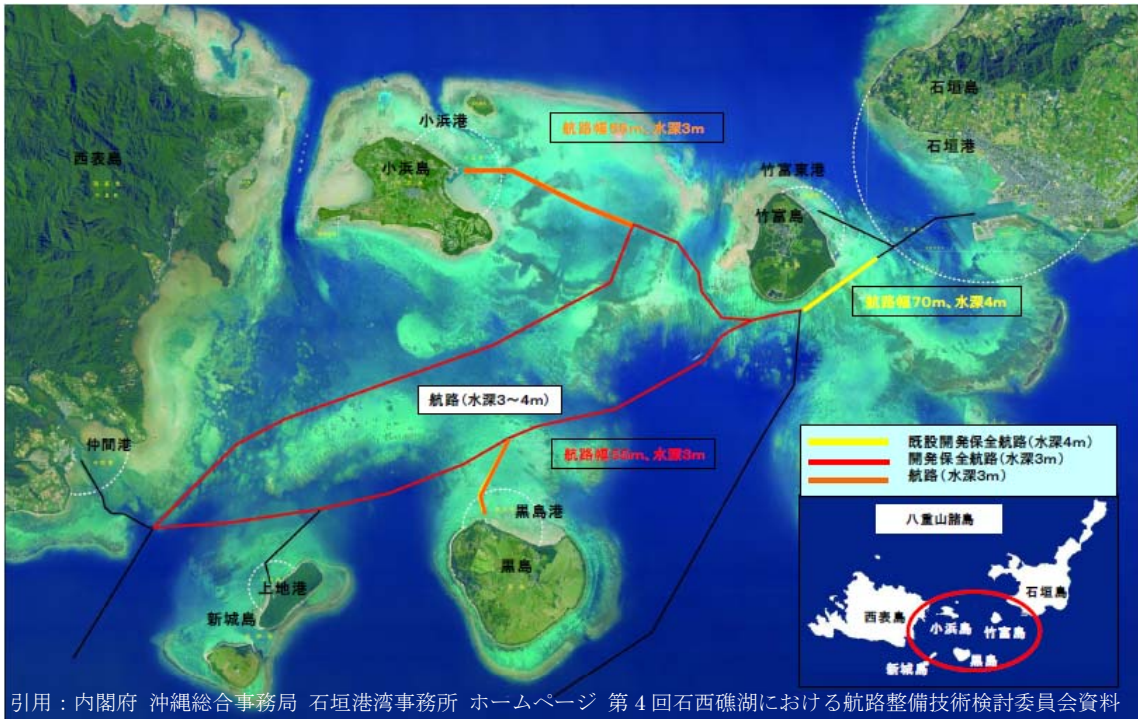 石垣島
小浜港
航路幅55m、水深3m
石垣港
西表島
小浜島
竹富東港
竹富島
航路幅70m、水深4m
航路(水深3～4m)
仲間港
航路幅55m、水深3m
黒島港
上地港
黒島
新城島
既設開発保全航路(水深4m)
開発保全航路(水深3m)
航路(水深3m)
八重山諸島
石垣島
西表島
小浜島
竹富島
新城島
黒島
引用：内閣府 沖縄総合事務局 石垣港湾事務所 ホームページ 第4回石西礁湖における航路整備技術検討委員会資料